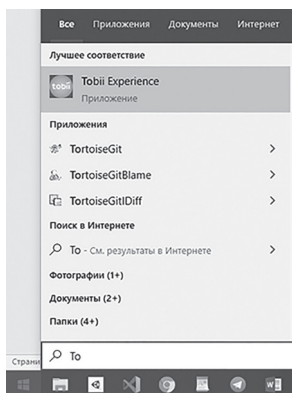 Все Приложения Документы Интернет
Лучшее соответствие
tobii Tobii Experience
Приложение
Приложения
TortoiseGit
TortoiseGitBlame
TortoiseGitIDiff
Поиск в Интернете
To - См. результаты в Интернете
Фотографии (1+)
Документы (2+)
Папки (4+)
Страни
To